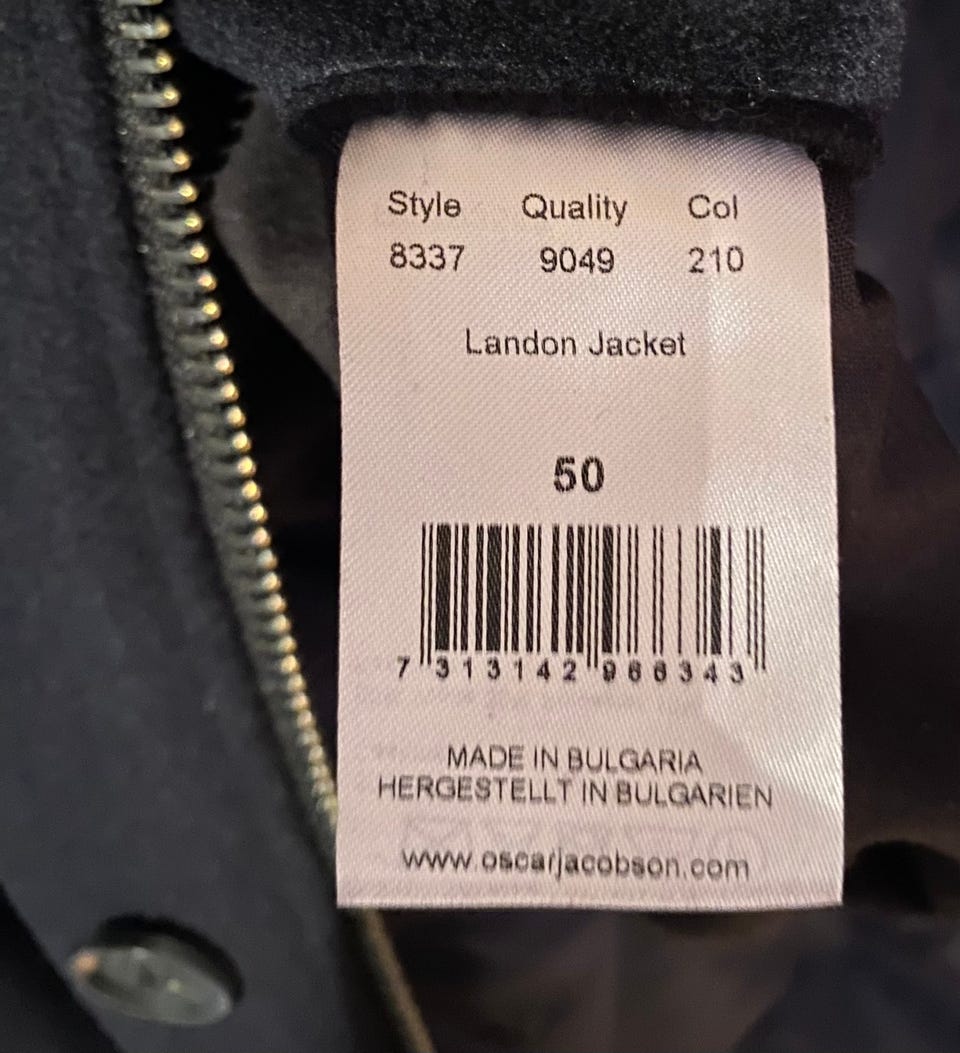 Style Quality Col
8337 9049 210
Landon Jacket
50
7 313142 966343
MADE IN BULGARIA
HERGESTELLT IN BULGARIEN
www.oscarjacobson.com